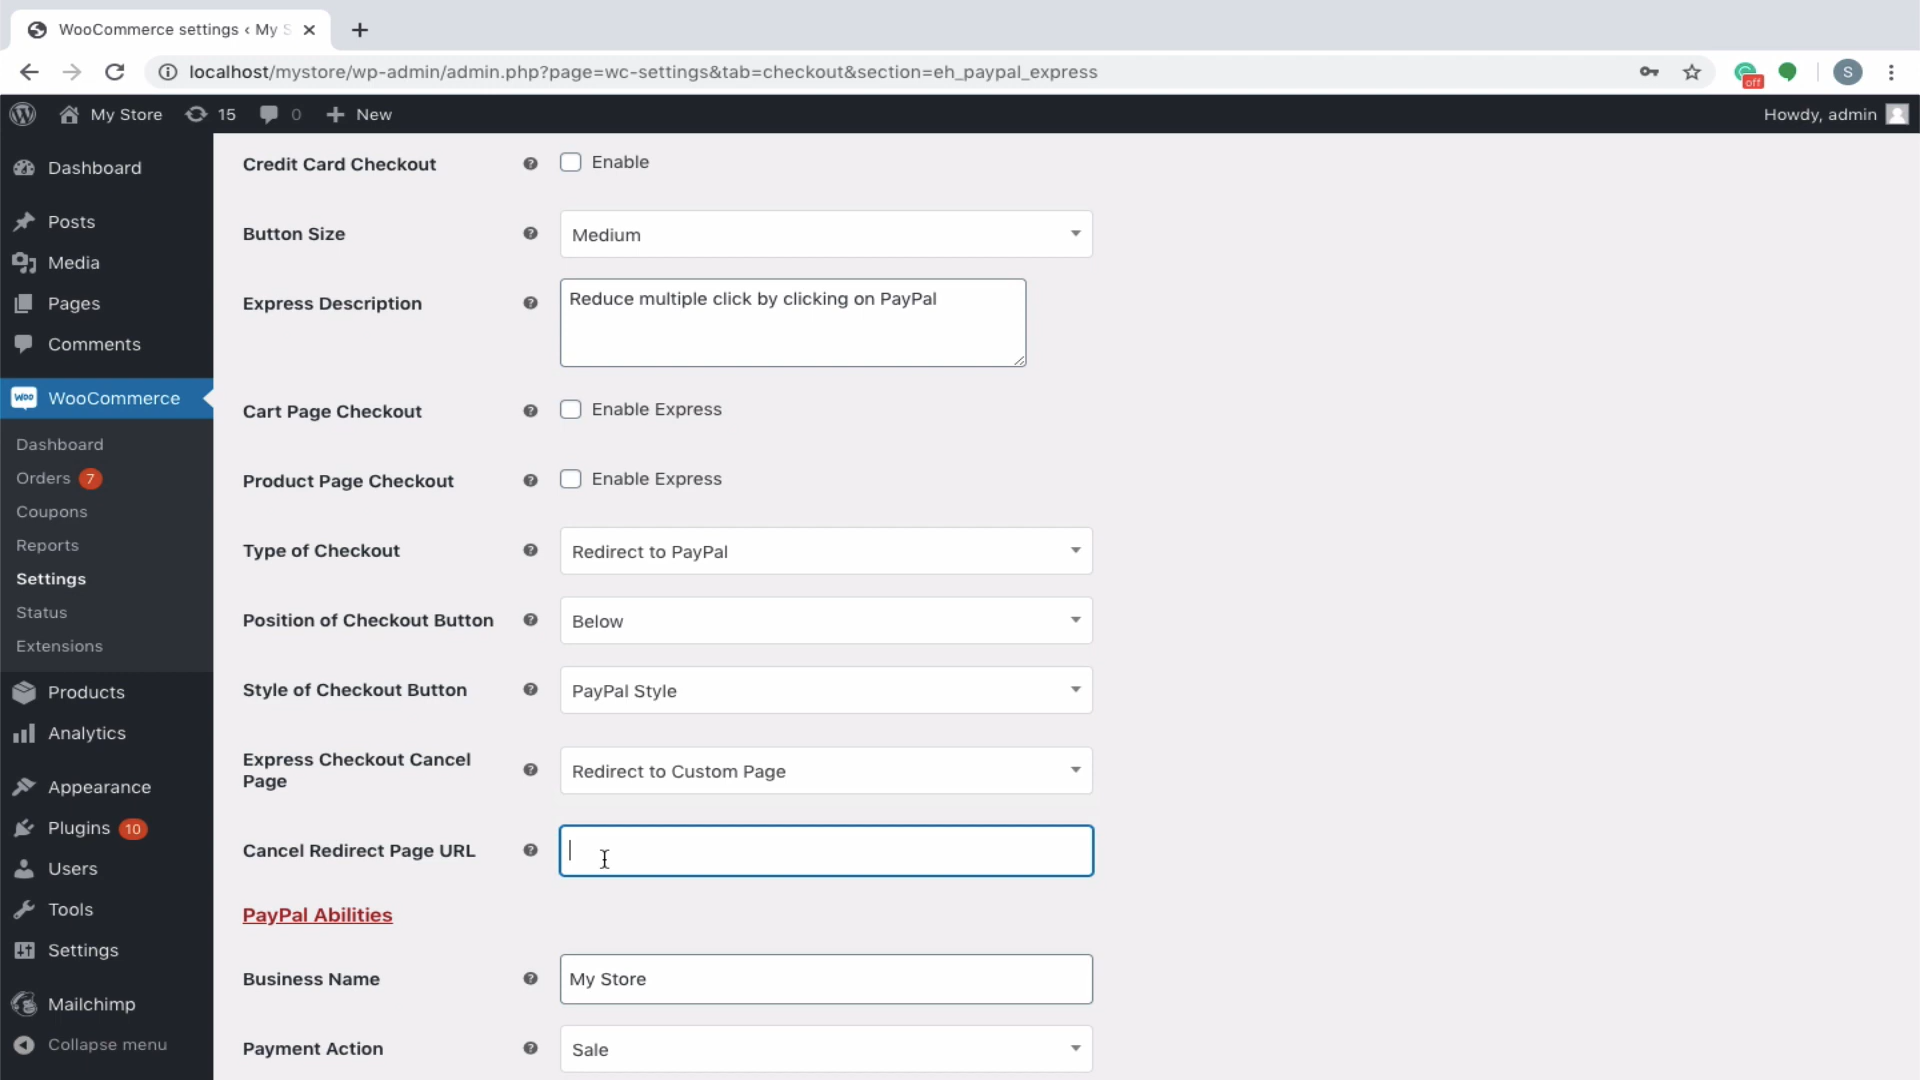 WooCommerce settings ‹ My S
localhost/mystore/wp-admin/admin.php?page=wc-settings&tab=checkout&section=eh_paypal_express
off
S
My Store
15
0
New
Howdy, admin
Dashboard
Posts
Media
Pages
Comments
WOO
WooCommerce
Dashboard
Orders 7
Coupons
Reports
Settings
Status
Extensions
Products
Analytics
Appearance
Plugins 10
Users
Tools
Settings
Mailchimp
Collapse menu
Credit Card Checkout
Enable
Button Size
Medium
Express Description
Reduce multiple click by clicking on PayPal
Cart Page Checkout
Enable Express
Product Page Checkout
Enable Express
Type of Checkout
Redirect to PayPal
Position of Checkout Button
Below
Style of Checkout Button
PayPal Style
Express Checkout Cancel
Page
Redirect to Custom Page
Cancel Redirect Page URL
PayPal Abilities
Business Name
My Store
Payment Action
Sale